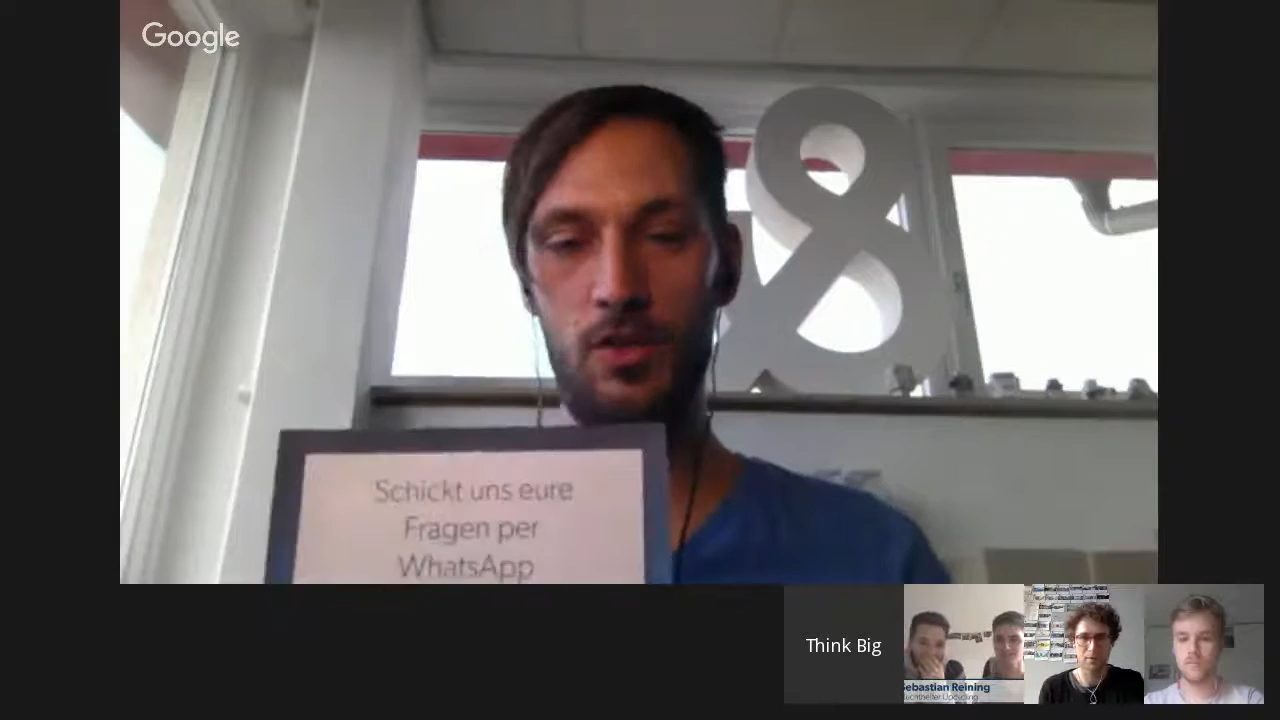 Google
&
Schickt uns eure
Fragen per
WhatsApp
Think Big
Sebastian Reining